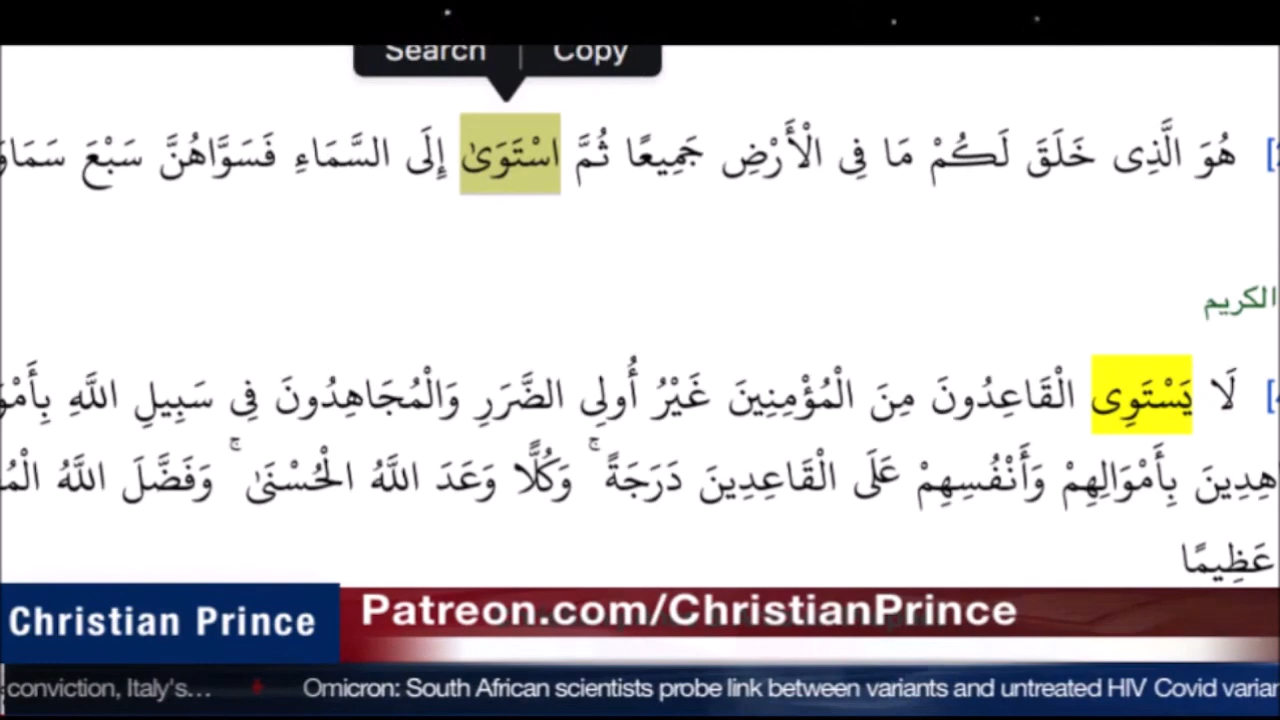 Search | Copy
هُوَ الَّذِى خَلَقَ لَكُمْ مَا فِى الْأَرْضِ جَمِيعًا ثُمَّ اسْتَوَىٰ إِلَى السَّمَاءِ فَسَوَّاهُنَّ سَبْعَ
الكريم
لَا يَسْتَوِى الْقَاعِدُونَ مِنَ الْمُؤْمِنِينَ غَيْرُ أُولِى الضَّرَرِ وَالْمُجَاهِدُونَ فِى سَبِيلِ اللَّهِ
بِأَمْوَالِهِمْ وَأَنْفُسِهِمْ عَلَى الْقَاعِدِينَ دَرَجَةً ۚ وَكُلًّا وَعَدَ اللَّهُ الْحُسْنَىٰ ۚ وَفَضَّلَ اللَّهُ
عَظِيمًا
Christian Prince
Patreon.com/ChristianPrince
conviction, Italy's... Omicron: South African scientists probe link between variants and untreated HIV Covid